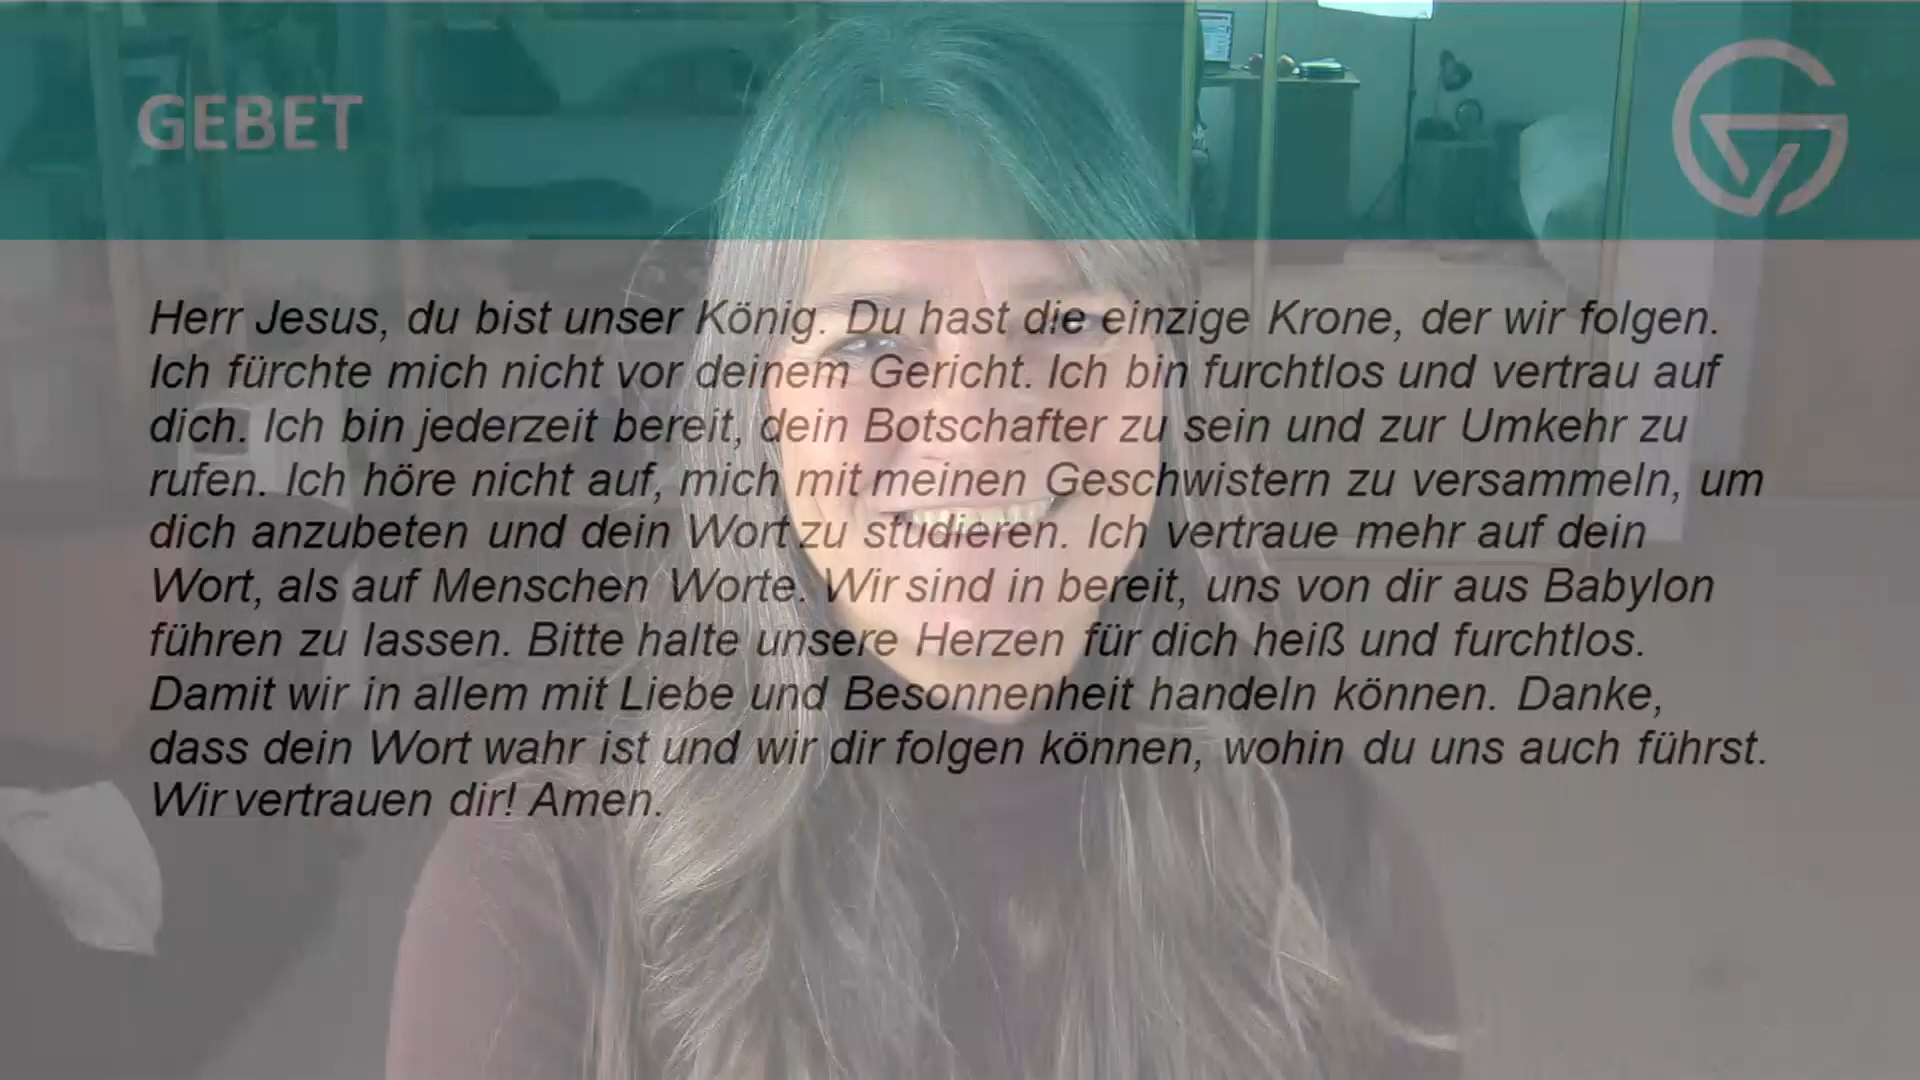 GEBET
Herr Jesus, du bist unser König. Du hast die einzige Krone, der wir folgen.
Ich fürchte mich nicht vor deinem Gericht. Ich bin furchtlos und vertrau auf
dich. Ich bin jederzeit bereit, dein Botschafter zu sein und zur Umkehr zu
rufen. Ich höre nicht auf, mich mit meinen Geschwistern zu versammeln, um
dich anzubeten und dein Wort zu studieren. Ich vertraue mehr auf dein
Wort, als auf Menschen Worte. Wir sind in bereit, uns von dir aus Babylon
führen zu lassen. Bitte halte unsere Herzen für dich heiß und furchtlos.
Damit wir in allem mit Liebe und Besonnenheit handeln können. Danke,
dass dein Wort wahr ist und wir dir folgen können, wohin du uns auch führst.
Wir vertrauen dir! Amen.